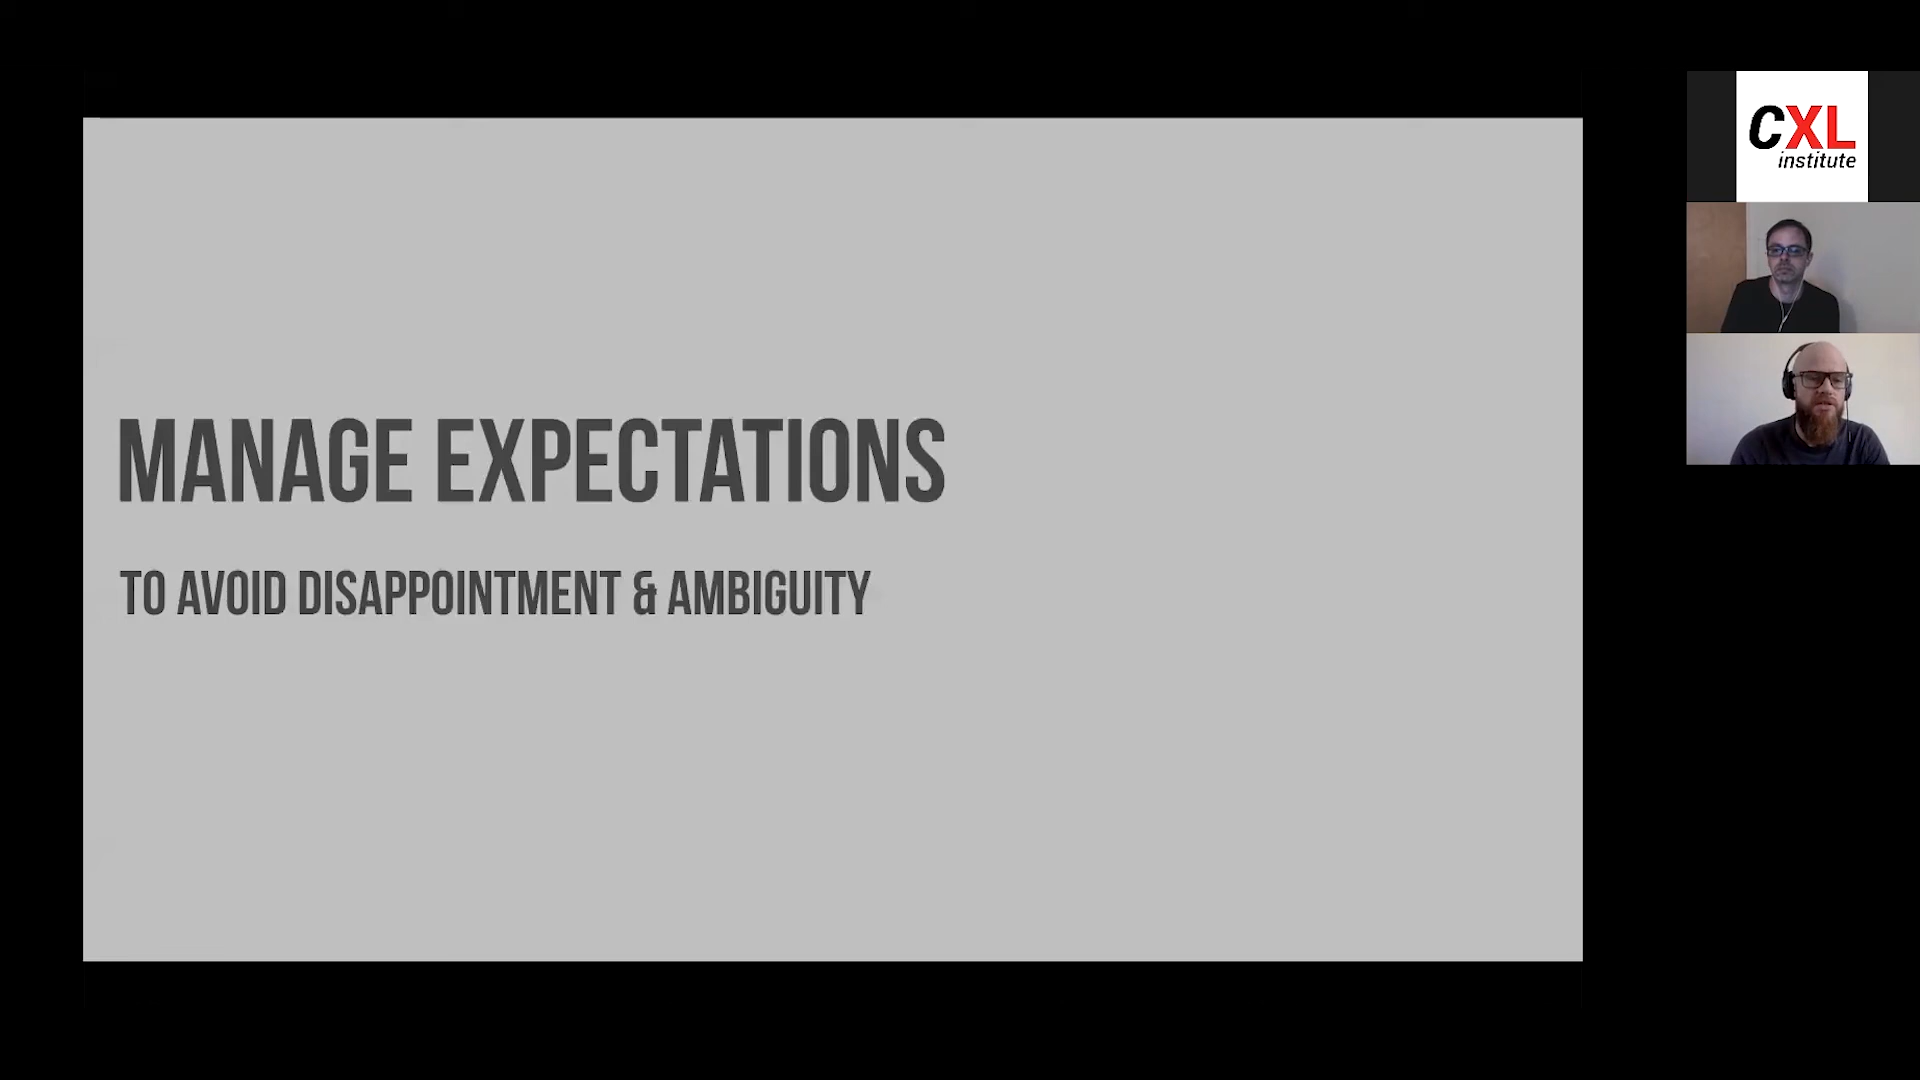 MANAGE EXPECTATIONS
TO AVOID DISAPPOINTMENT & AMBIGUITY
CXL
institute